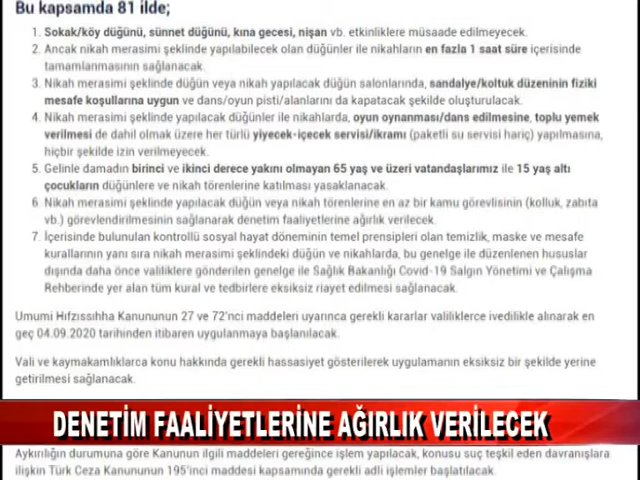 Bu kapsamda 81 ilde;
1. Sokak/köy düğünü, sünnet düğünü, kına gecesi, nişan vb. etkinliklere müsaade edilmeyecek.
2. Ancak nikah merasimi şeklinde yapılabilecek olan düğünler ile nikahların en fazla 1 saat süre içerisinde
tamamlanmasının sağlanacak.
3. Nikah merasimi şeklinde düğün veya nikah yapılacak düğün salonlarında, sandalye/koltuk düzeninin fiziki
mesafe koşullarına uygun ve dans/oyun pisti/alanlarını da kapatacak şekilde oluşturulacak.
4. Nikah merasimi şeklinde yapılacak düğünler ile nikahlarda, oyun oynanması/dans edilmesine, toplu yemek
verilmesi de dahil olmak üzere her türlü yiyecek-içecek servisi/ikramı (paketli su servisi hariç) yapılmasına,
hiçbir şekilde izin verilmeyecek.
5. Gelinle damadın birinci ve ikinci derece yakını olmayan 65 yaş ve üzeri vatandaşlarımız ile 15 yaş altı
çocukların düğünlere ve nikah törenlerine katılması yasaklanacak.
6. Nikah merasimi şeklinde yapılacak düğün veya nikah törenlerine en az bir kamu görevlisinin (kolluk, zabıta
vb.) görevlendirilmesinin sağlanarak denetim faaliyetlerine ağırlık verilecek.
7. İçerisinde bulunulan kontrollü sosyal hayat döneminin temel prensipleri olan temizlik, maske ve mesafe
kurallarının yanı sıra nikah merasimi şeklindeki düğün ve nikahlarda, bu genelge ile düzenlenen hususlar
dışında daha önce valiliklere gönderilen genelge ile Sağlık Bakanlığı Covid-19 Salgın Yönetimi ve Çalışma
Rehberinde yer alan tüm kural ve tedbirlere eksiksiz riayet edilmesi sağlanacak.
Umumi Hıfzıssıhha Kanununun 27 ve 72'nci maddeleri uyarınca gerekli kararlar valiliklerce ivedilikle alınarak en
geç 04.09.2020 tarihinden itibaren uygulanmaya başlanılacak.
Vali ve kaymakamlıklarca konu hakkında gerekli hassasiyet gösterilerek uygulamanın eksiksiz bir şekilde yerine
getirilmesi sağlanacak.
DENETİM FAALİYETLERİNE AĞIRLIK VERİLECEK
Aykırılığın durumuna göre Kanunun ilgili maddeleri gereğince işlem yapılacak, konusu suç teşkil eden davranışlara
ilişkin Türk Ceza Kanununun 195'inci maddesi kapsamında gerekli adli işlemler başlatılacak.